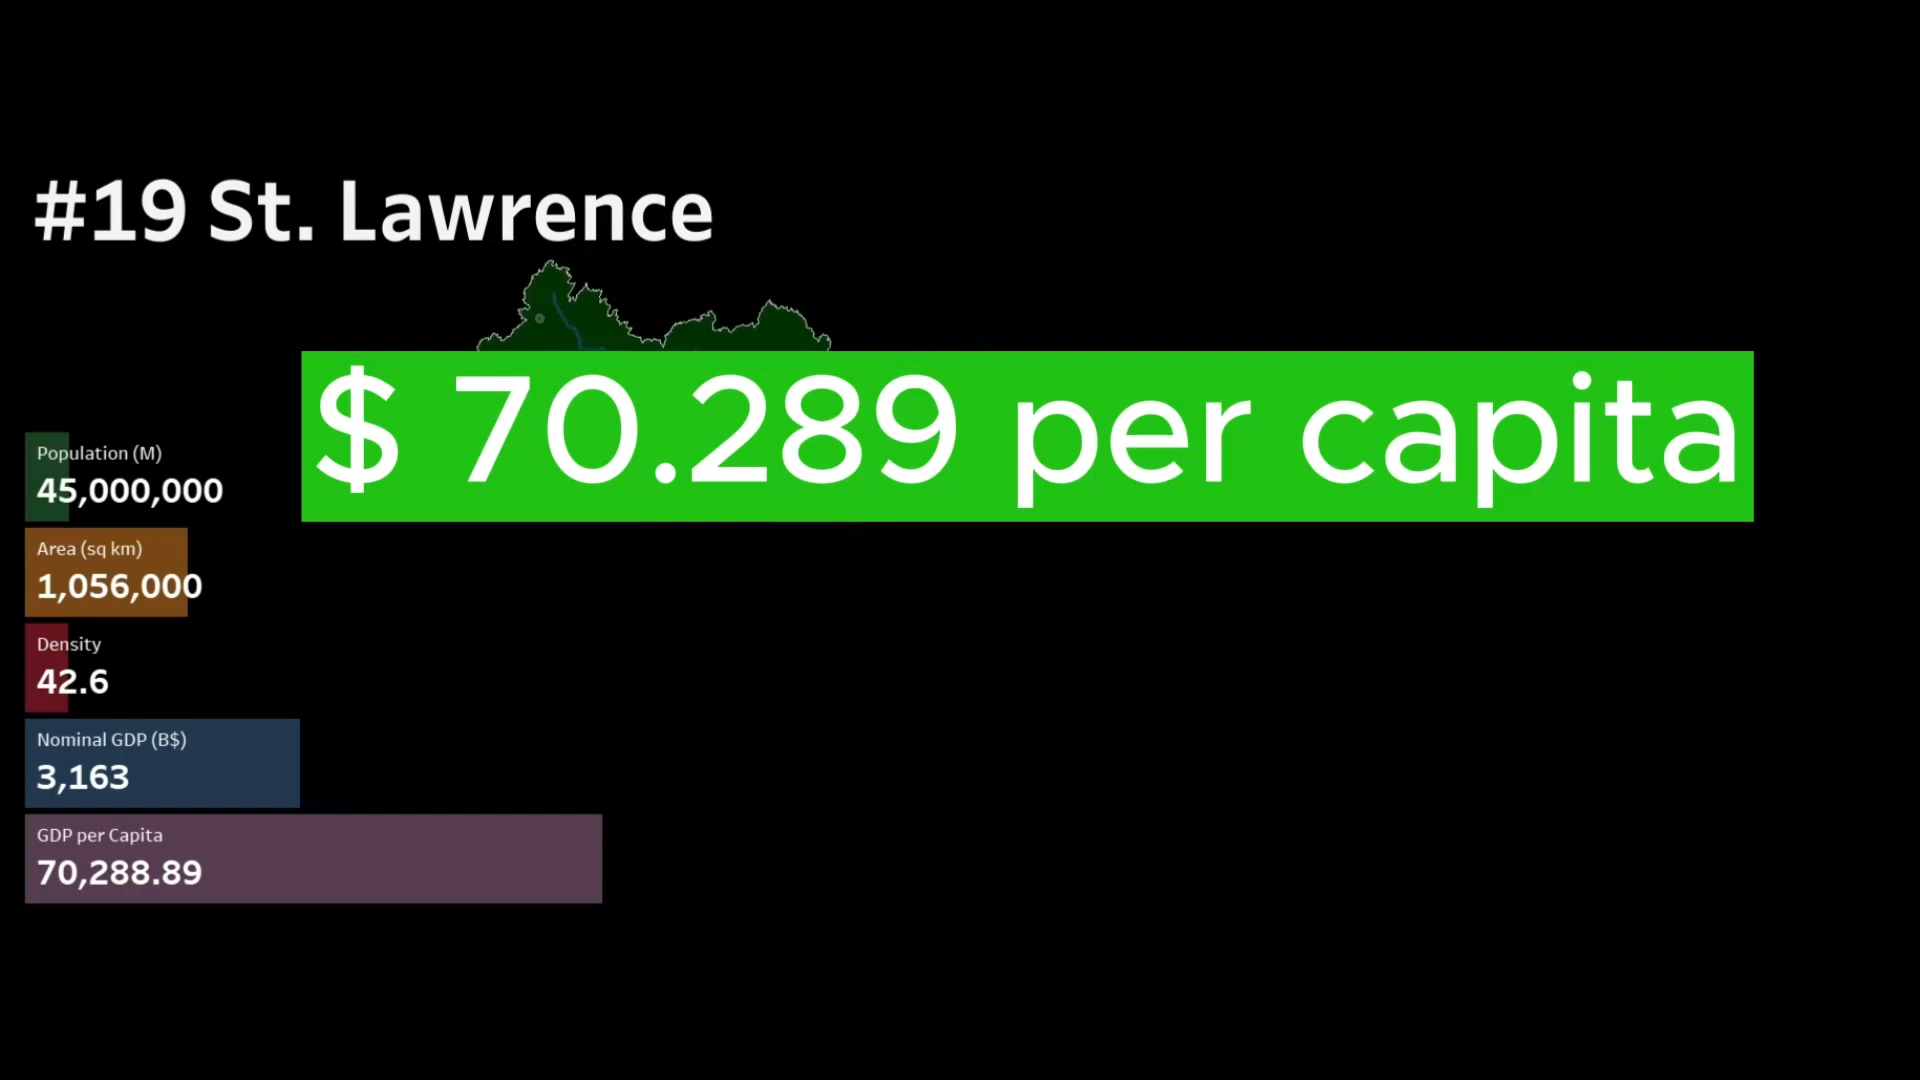 #19 St. Lawrence
$ 70.289 per capita
Population (M)
45,000,000
Area (sq km)
1,056,000
Density
42.6
Nominal GDP (B$)
3,163
GDP per Capita
70,288.89